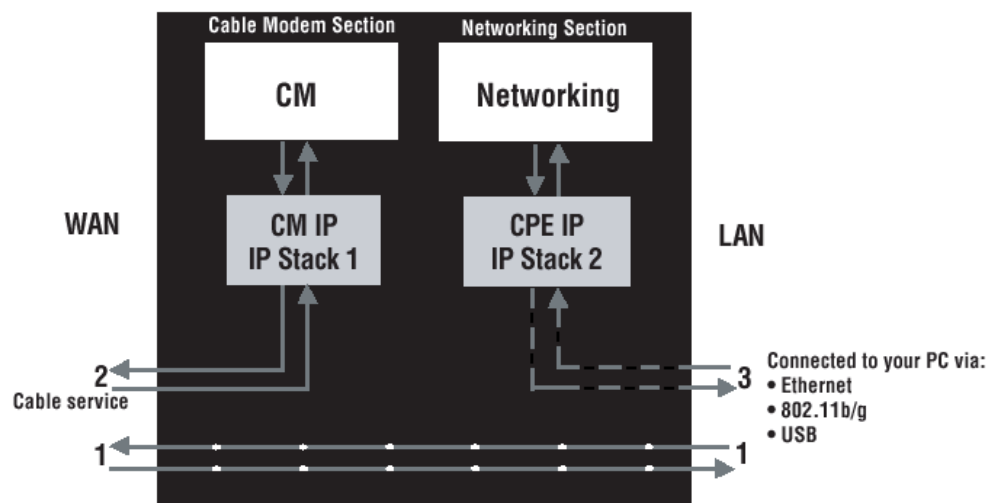 Cable Modem Section
Networking Section
CM
Networking
WAN
CM IP
IP Stack 1
CPE IP
IP Stack 2
LAN
2
Cable service
3
Connected to your PC via:
• Ethernet
• 802.11b/g
• USB
1
1